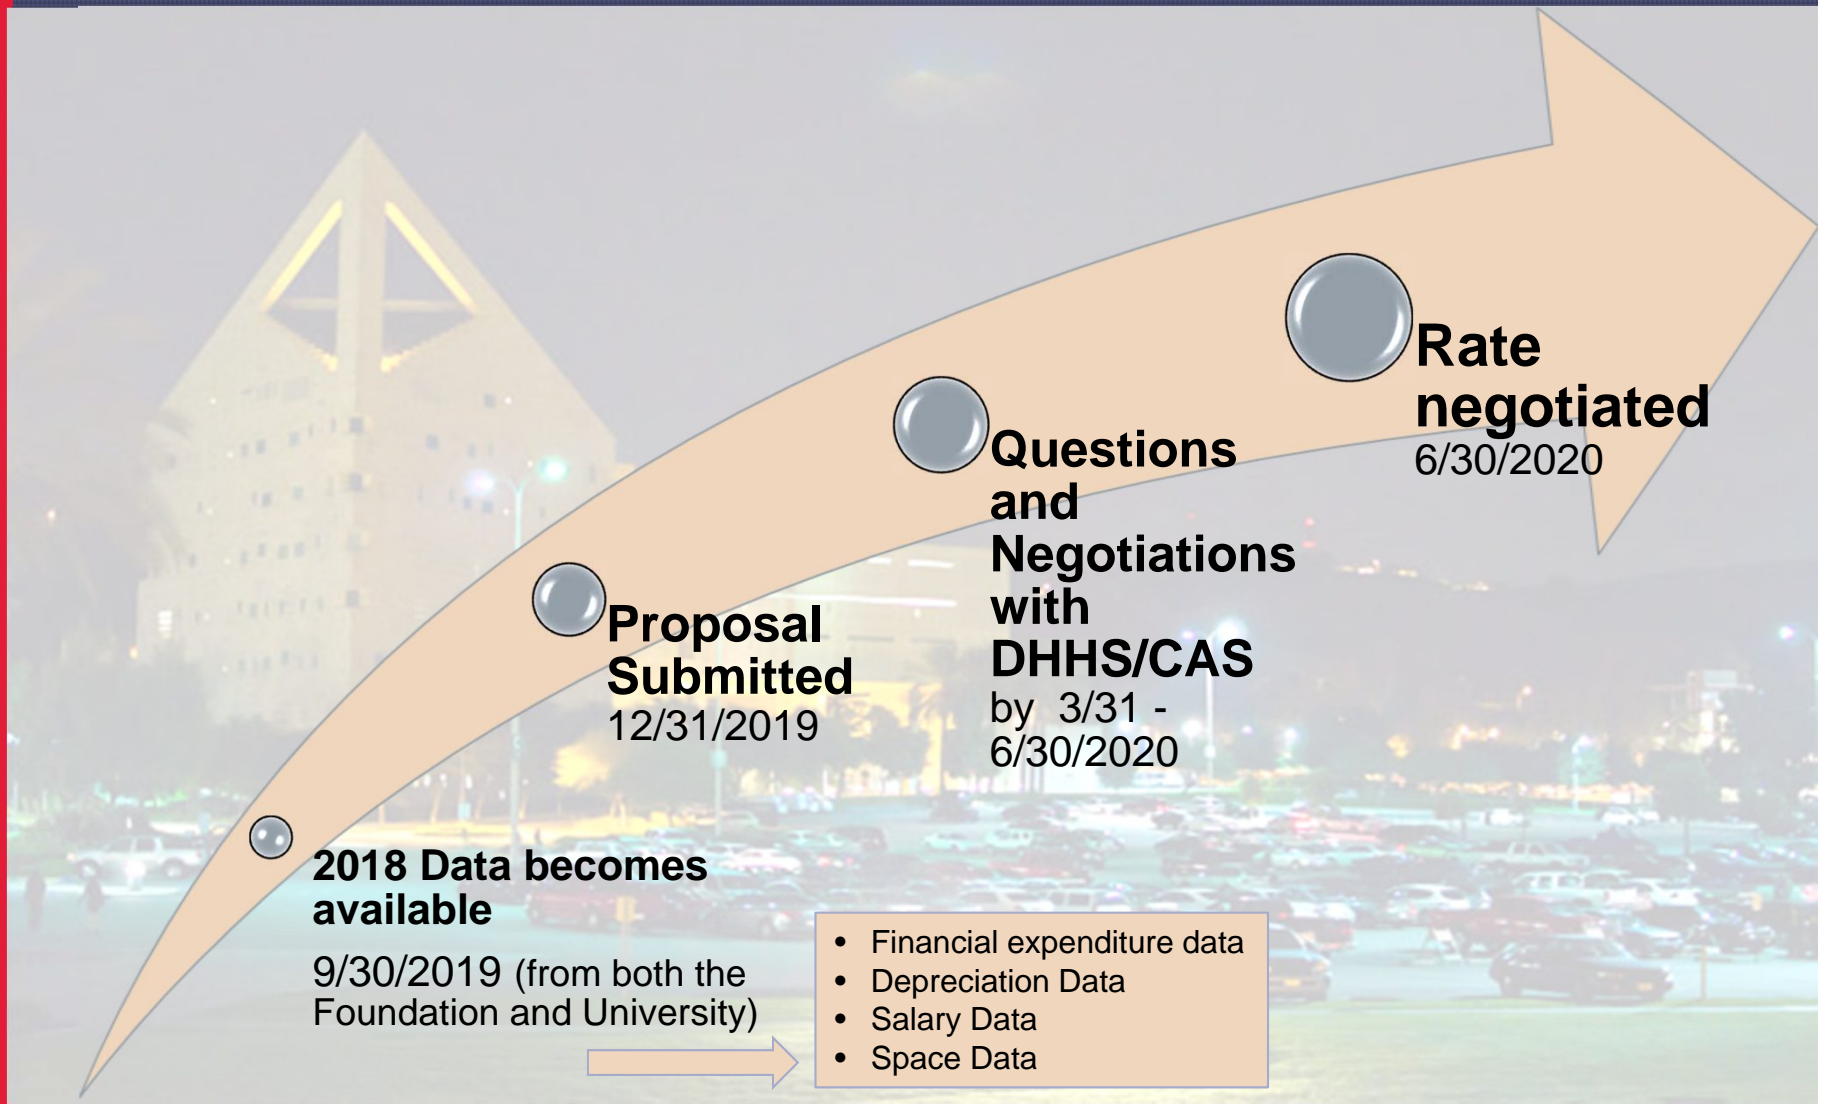 2018 Data becomes
available
9/30/2019 (from both the
Foundation and University)
• Financial expenditure data
• Depreciation Data
• Salary Data
• Space Data
Proposal
Submitted
12/31/2019
Questions
and
Negotiations
with
DHHS/CAS
by 3/31 -
6/30/2020
Rate
negotiated
6/30/2020